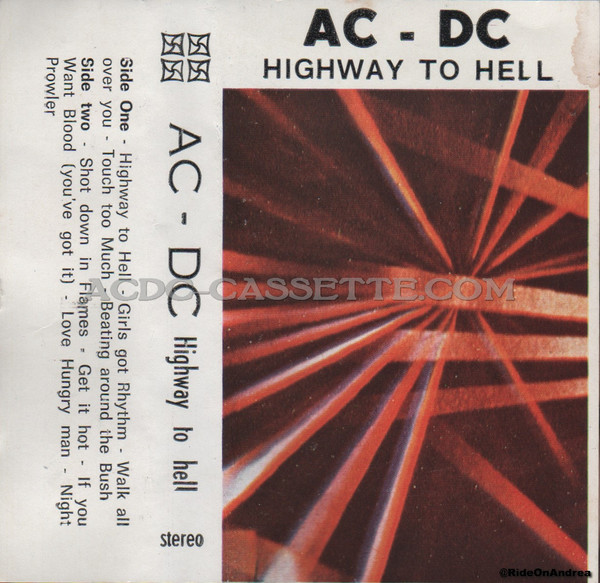 AC - DC
HIGHWAY TO HELL
AC - DC Highway to hell
stereo
Side One - Highway to Hell - Girls got Rhythm - Walk all
over you - Touch too Much - Beating around the Bush
Side two - Shot down in Flames - Get it hot - If you
Want Blood (you've got it) - Love Hungry man - Night
Prowler
ACDC-CASSETTE.COM
@RideOnAndrea